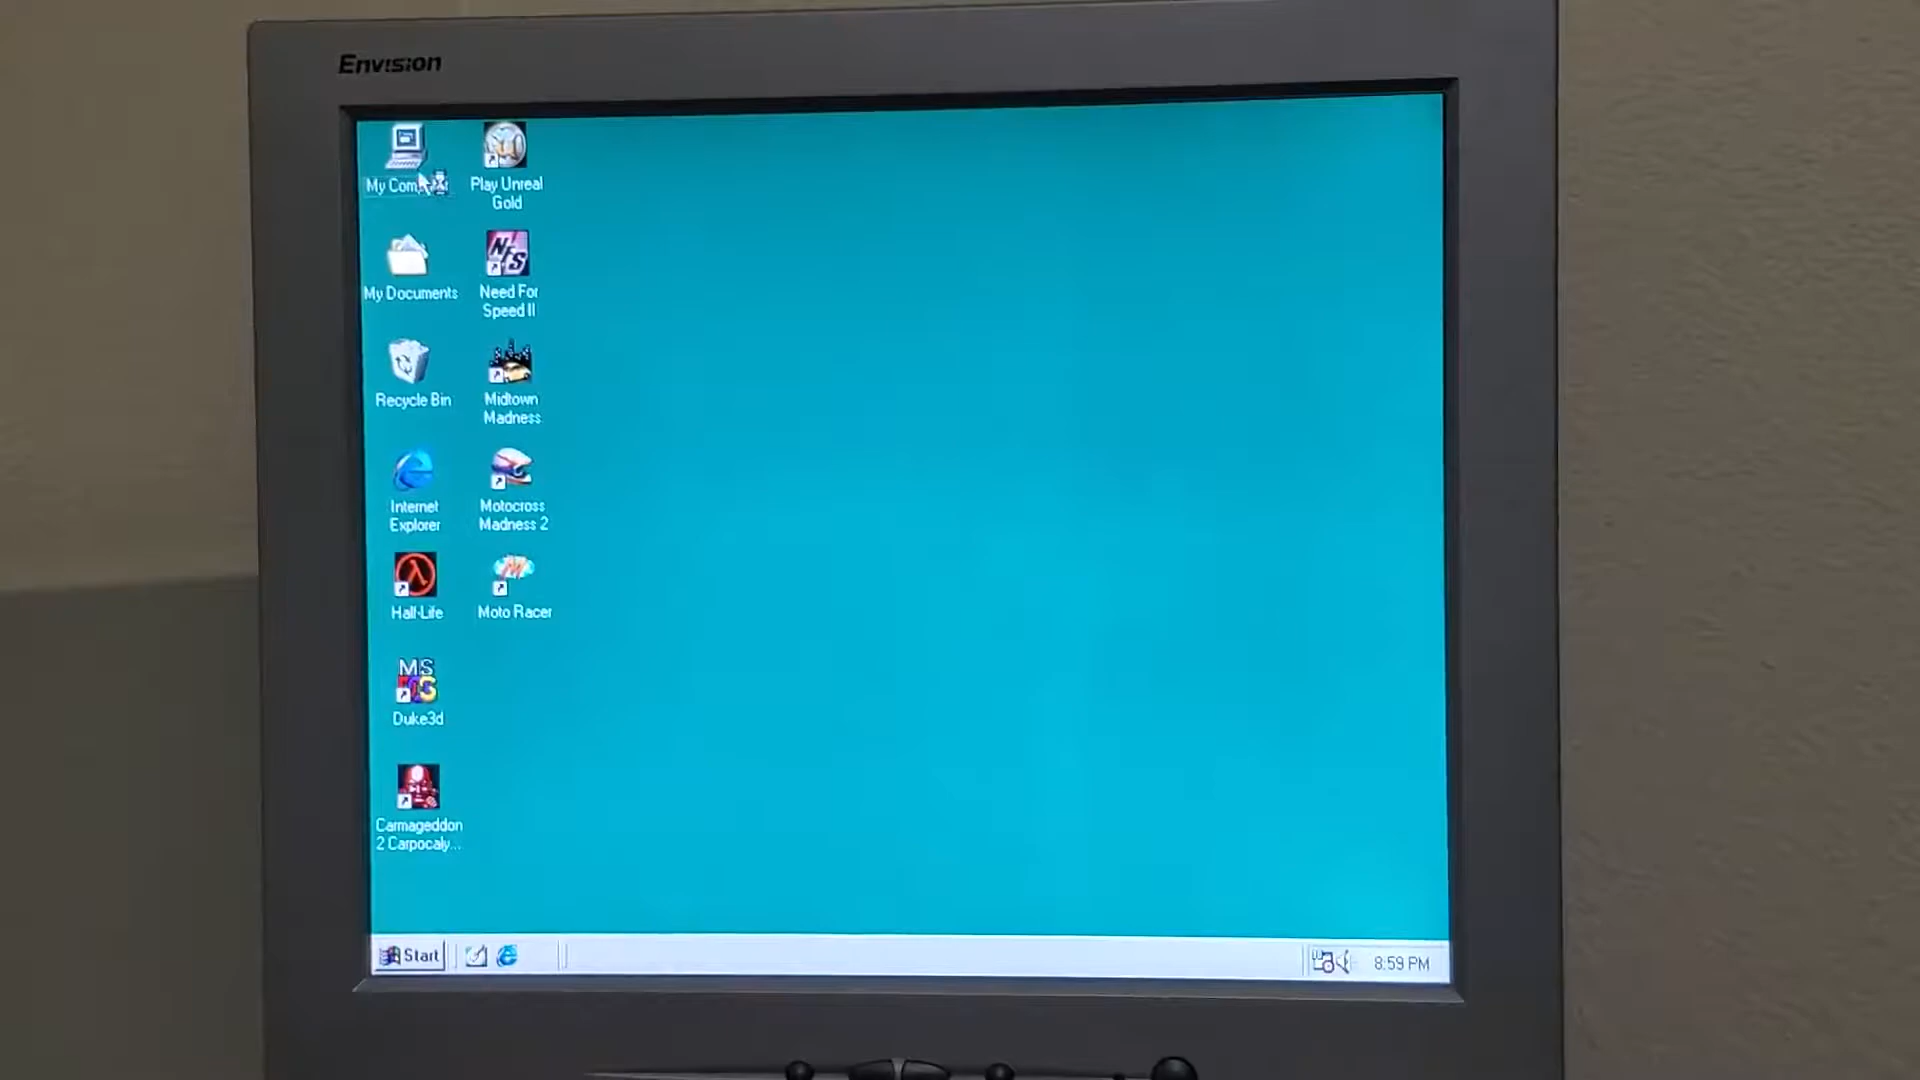 Envision
My Com
Play Unreal
Gold
My Documents
Need For
Speed II
Recycle Bin
Midtown
Madness
Internet
Explorer
Motocross
Madness 2
Half-Life
Moto Racer
MS
Duke3d
Carmageddon
2 Carpocaly...
Start
8:59 PM